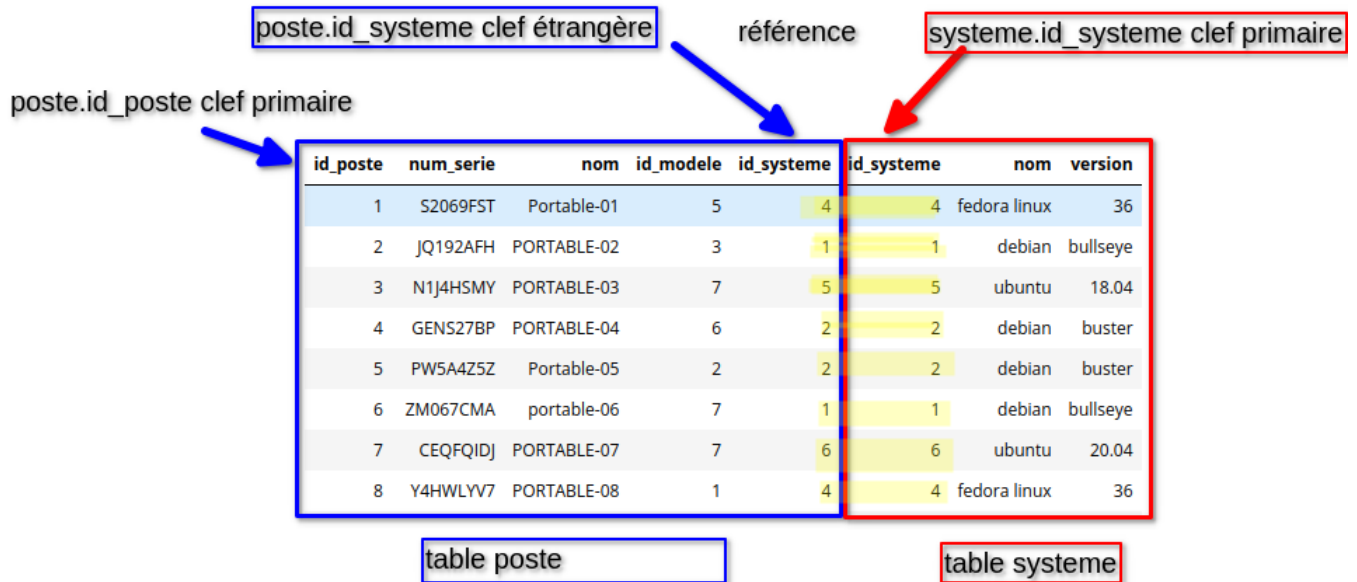 poste.id_systeme clef étrangère référence systeme.id_systeme clef primaire
poste.id_poste clef primaire
id_poste num_serie nom id_modele id_systeme id_systeme nom version
1 S2069FST Portable-01 5 4 4 fedora linux 36
2 JQ192AFH PORTABLE-02 3 1 1 debian bullseye
3 N1J4HSMY PORTABLE-03 7 5 5 ubuntu 18.04
4 GENS27BP PORTABLE-04 6 2 2 debian buster
5 PW5A4Z5Z Portable-05 2 2 2 debian buster
6 ZM067CMA portable-06 7 1 1 debian bullseye
7 CEQFQIDJ PORTABLE-07 7 6 6 ubuntu 20.04
8 Y4HWLYV7 PORTABLE-08 1 4 4 fedora linux 36
table poste table systeme